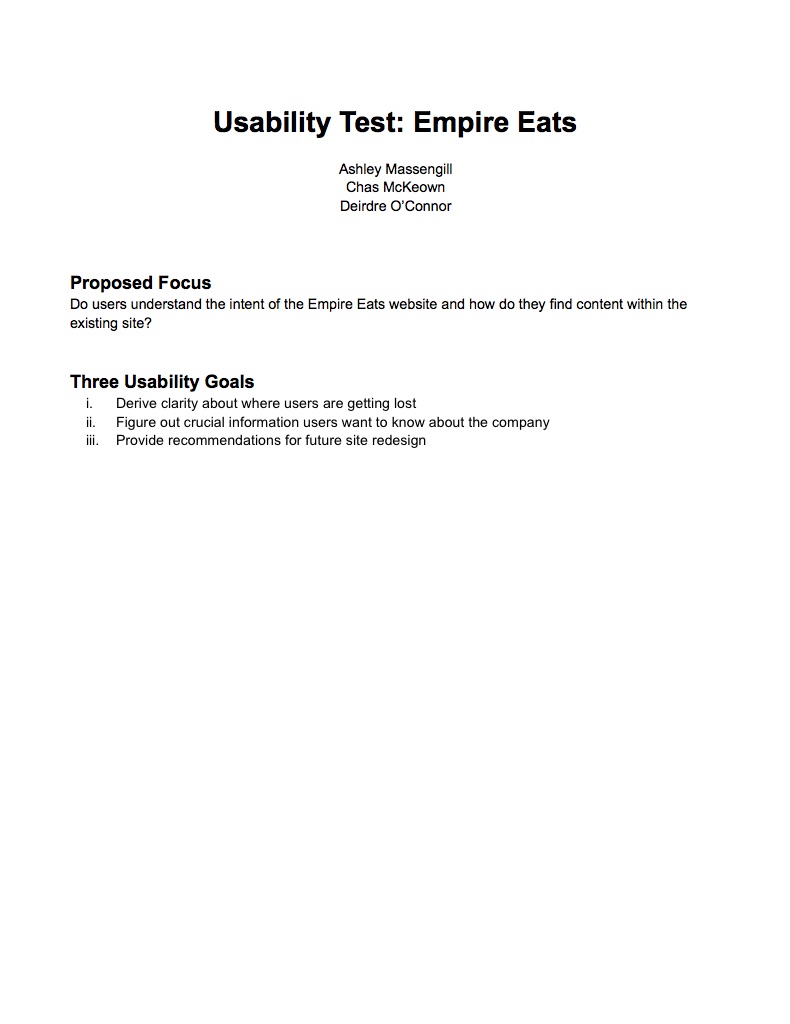 Usability Test: Empire Eats
Ashley Massengill
Chas McKeown
Deirdre O’Connor
Proposed Focus
Do users understand the intent of the Empire Eats website and how do they find content within the
existing site?
Three Usability Goals
i. Derive clarity about where users are getting lost
ii. Figure out crucial information users want to know about the company
iii. Provide recommendations for future site redesign